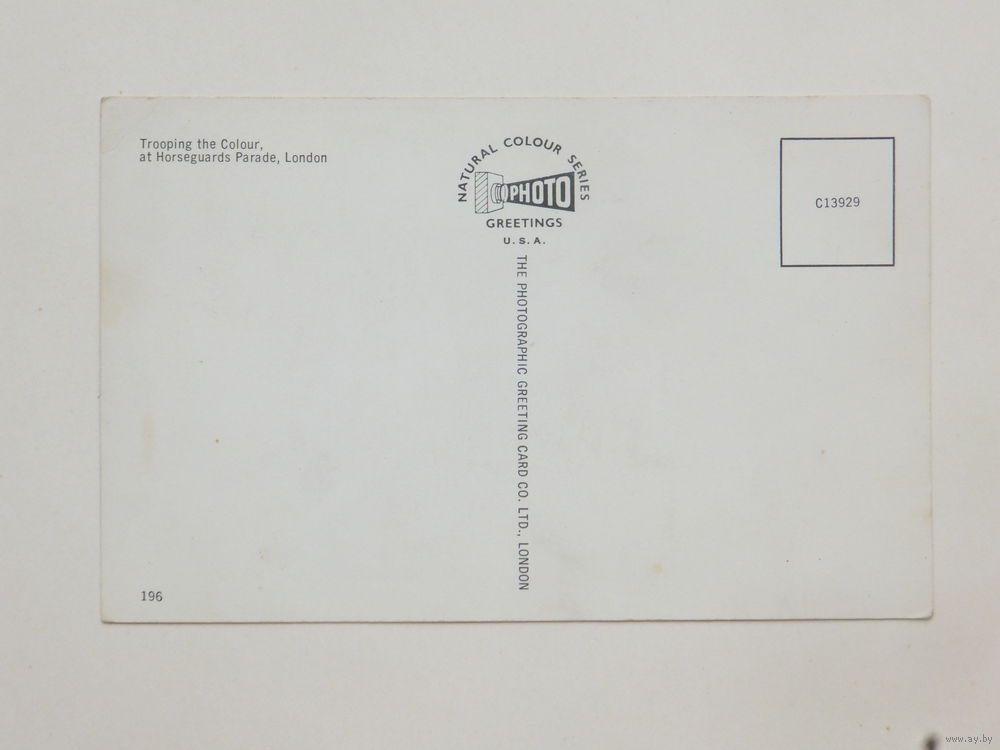 Trooping the Colour,
at Horseguards Parade, London
NATURAL COLOUR SERIES
PHOTO
GREETINGS
U.S.A.
THE PHOTOGRAPHIC GREETING CARD CO. LTD., LONDON
C13929
196
www.ay.by